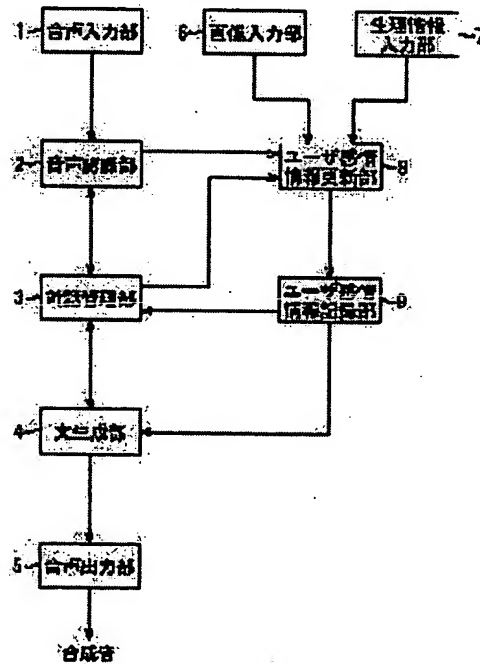 1 音声入力部
6 画像入力部
生理情報
入力部 7
2 音声認識部
ユーザ感情
情報更新部 8
3 対話管理部
ユーザ感情
情報記録部 9
4 文生成部
5 音声出力部
合成音